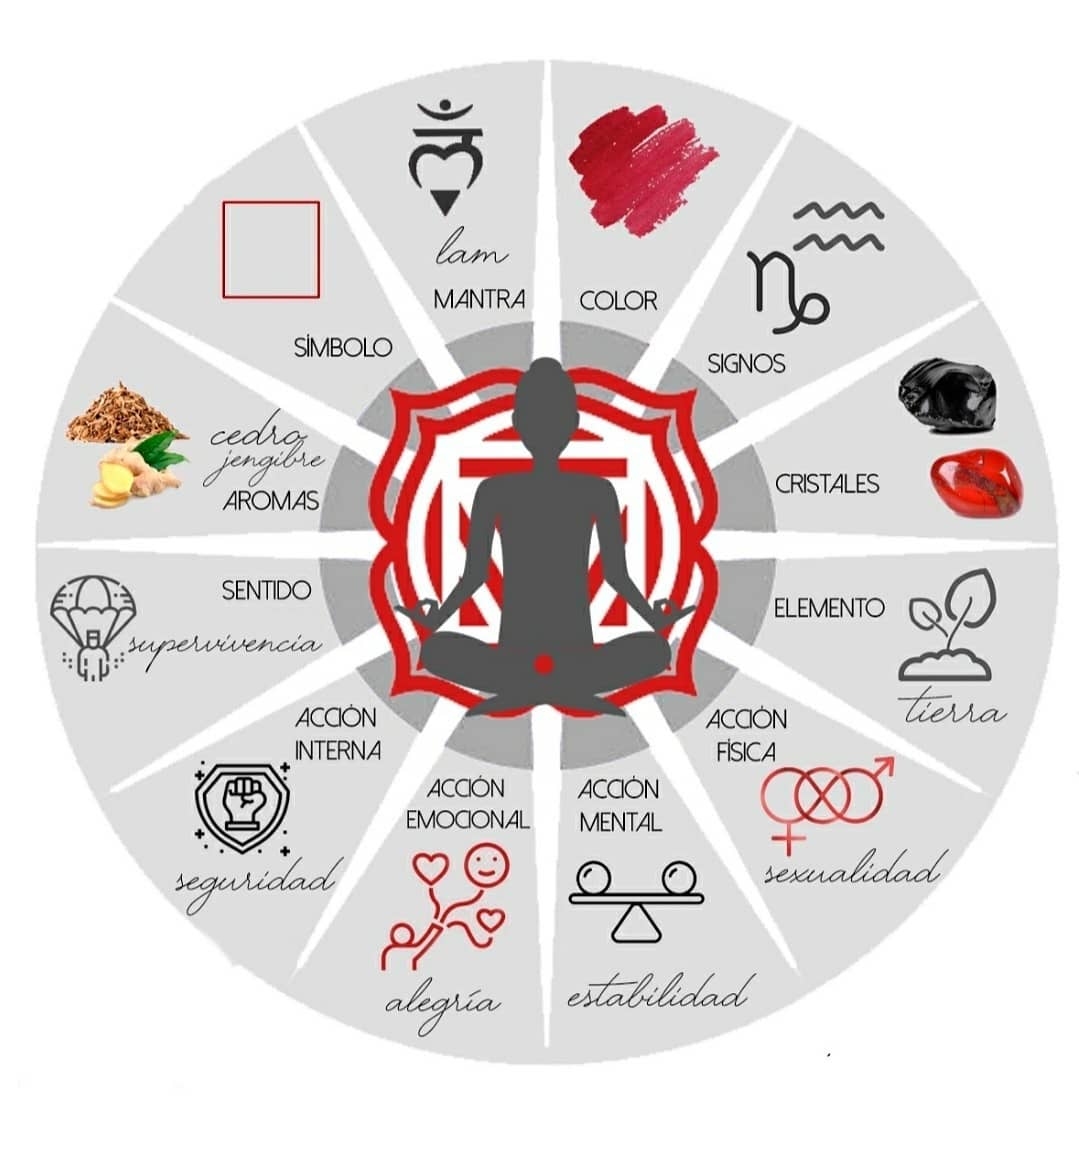 lam
MANTRA
COLOR
SIGNOS
CRISTALES
ELEMENTO
tierra
ACCIÓN
FÍSICA
sexualidad
ACCIÓN
MENTAL
estabilidad
ACCIÓN
EMOCIONAL
alegría
ACCIÓN
INTERNA
seguridad
SENTIDO
supervivencia
cedro
jengibre
AROMAS
SÍMBOLO